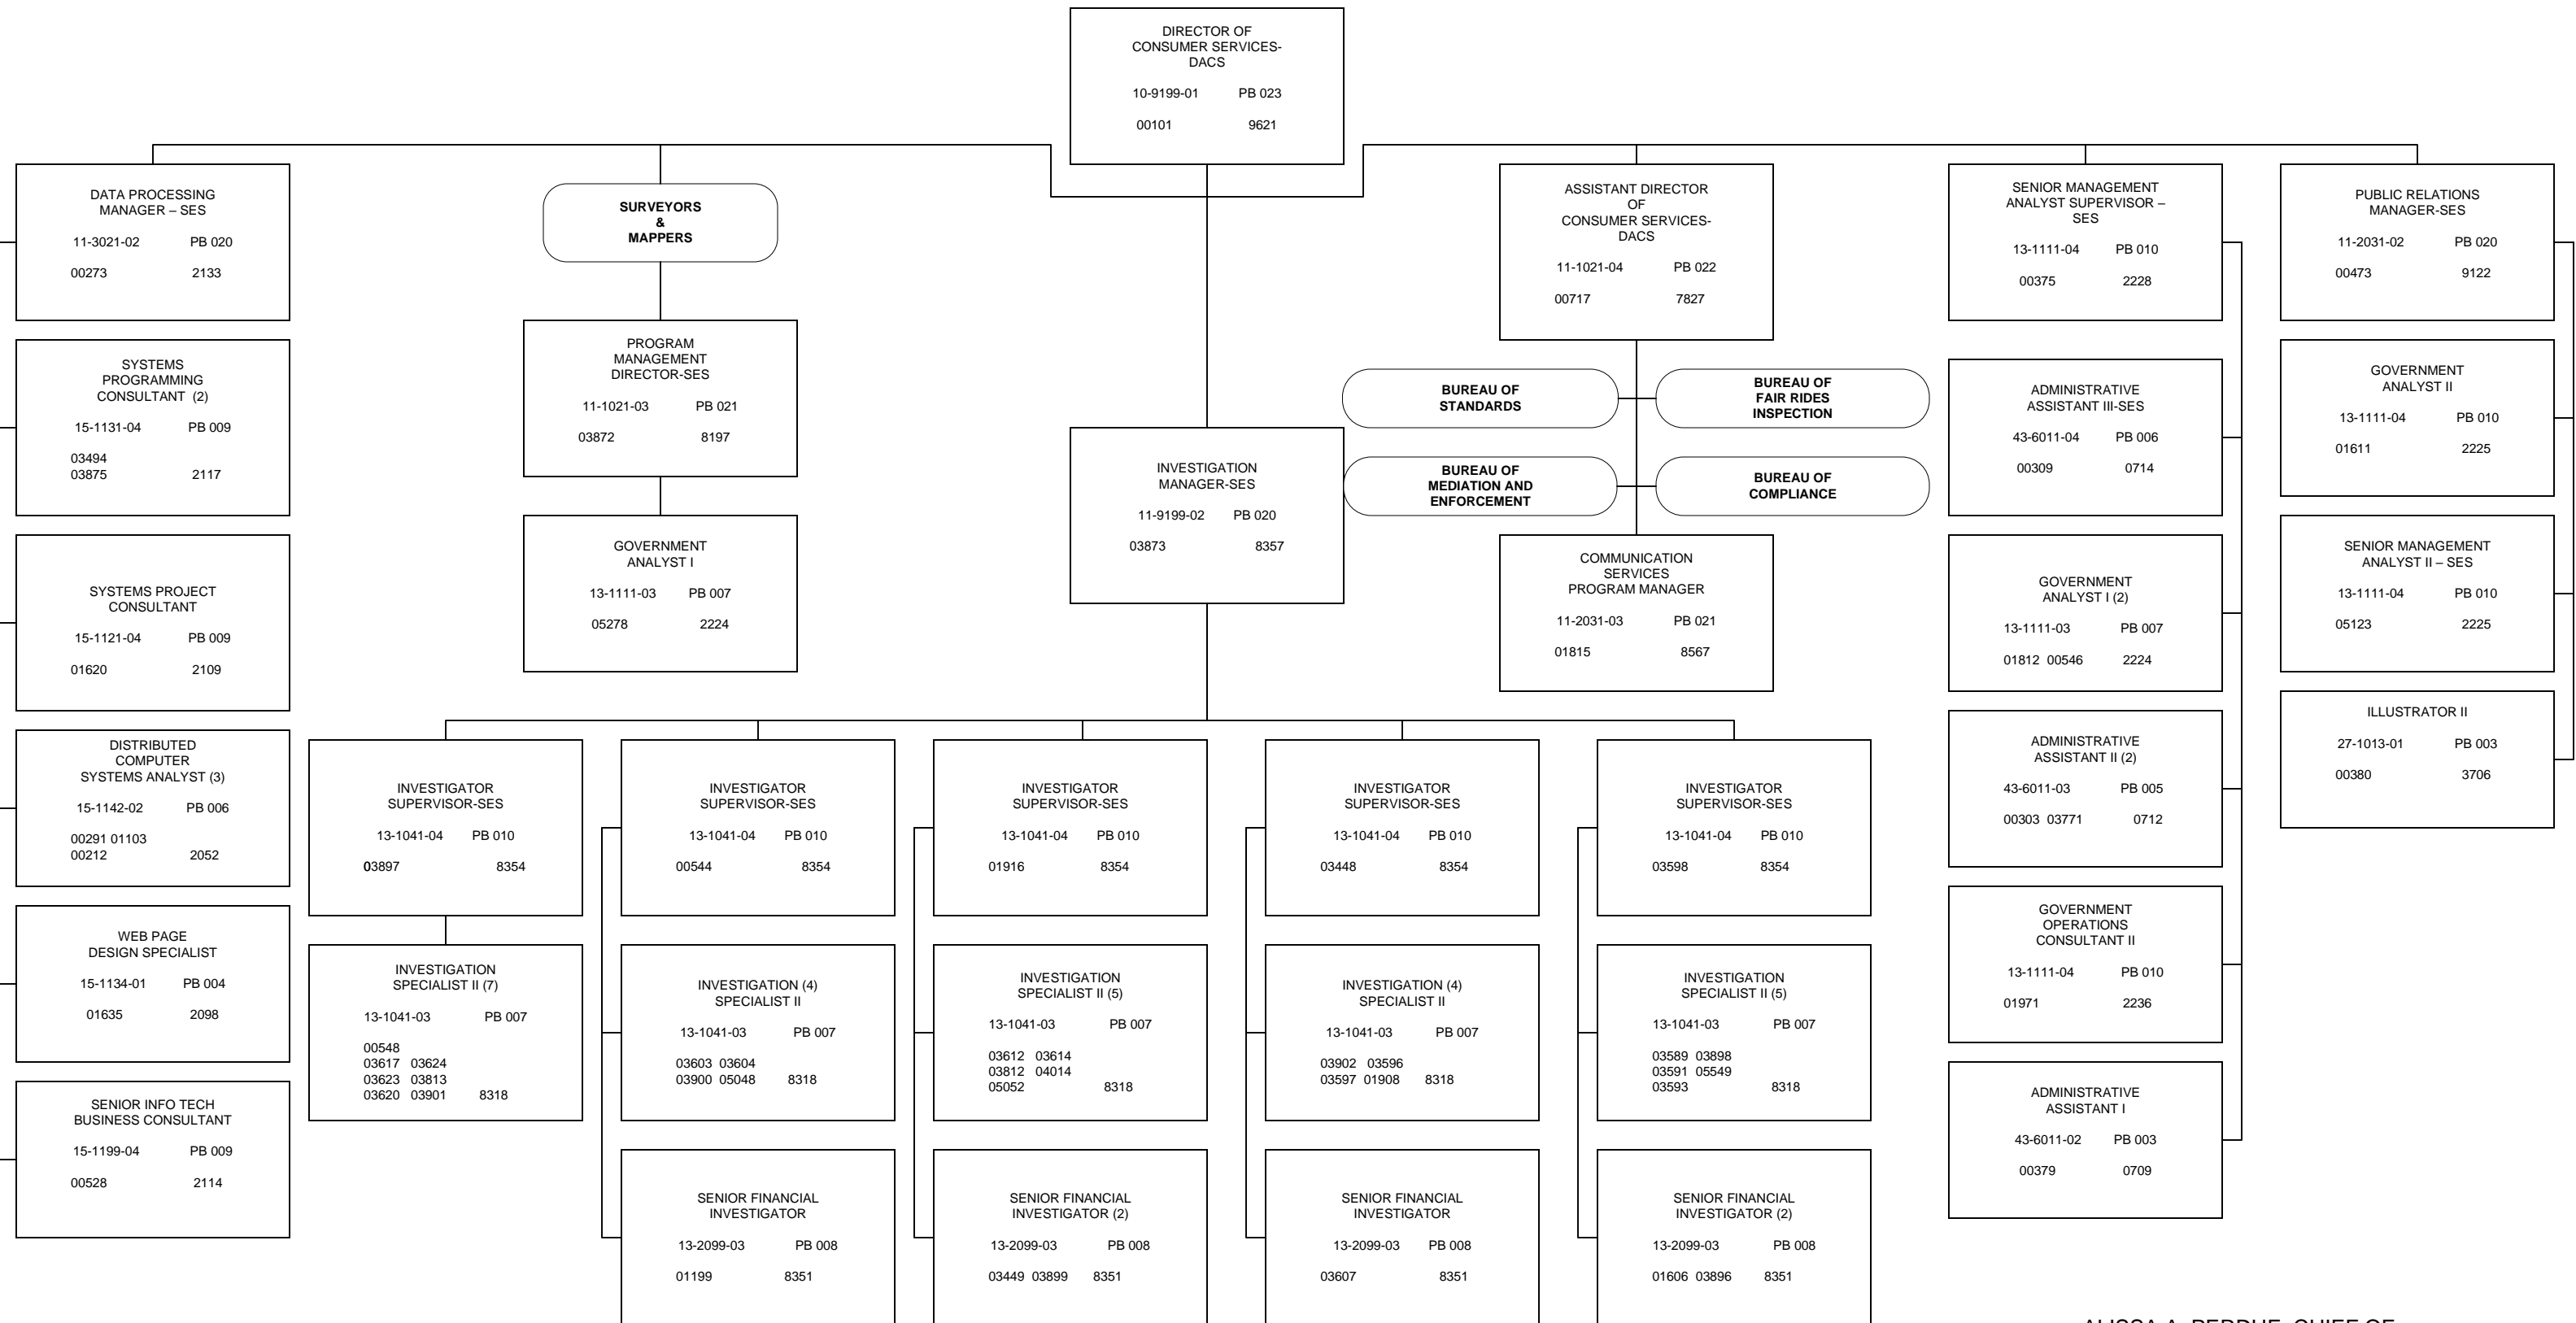 DIRECTOR OF
CONSUMER SERVICES-
DACS
10-9199-01 PB 023
00101 9621
DATA PROCESSING
MANAGER – SES
11-3021-02 PB 020
00273 2133
SYSTEMS
PROGRAMMING
CONSULTANT (2)
15-1131-04 PB 009
03494
03875 2117
SYSTEMS PROJECT
CONSULTANT
15-1121-04 PB 009
01620 2109
DISTRIBUTED
COMPUTER
SYSTEMS ANALYST (3)
15-1142-02 PB 006
00291 01103
00212 2052
WEB PAGE
DESIGN SPECIALIST
15-1134-01 PB 004
01635 2098
SENIOR INFO TECH
BUSINESS CONSULTANT
15-1199-04 PB 009
00528 2114
SURVEYORS
&
MAPPERS
PROGRAM
MANAGEMENT
DIRECTOR-SES
11-1021-03 PB 021
03872 8197
GOVERNMENT
ANALYST I
13-1111-03 PB 007
05278 2224
INVESTIGATION
MANAGER-SES
11-9199-02 PB 020
03873 8357
INVESTIGATOR
SUPERVISOR-SES
13-1041-04 PB 010
03897 8354
INVESTIGATION
SPECIALIST II (7)
13-1041-03 PB 007
00548
03617 03624
03623 03813
03620 03901 8318
INVESTIGATOR
SUPERVISOR-SES
13-1041-04 PB 010
00544 8354
INVESTIGATION (4)
SPECIALIST II
13-1041-03 PB 007
03603 03604
03900 05048 8318
SENIOR FINANCIAL
INVESTIGATOR
13-2099-03 PB 008
01199 8351
INVESTIGATOR
SUPERVISOR-SES
13-1041-04 PB 010
01916 8354
INVESTIGATION
SPECIALIST II (5)
13-1041-03 PB 007
03612 03614
03812 04014
05052 8318
SENIOR FINANCIAL
INVESTIGATOR (2)
13-2099-03 PB 008
03449 03899 8351
INVESTIGATOR
SUPERVISOR-SES
13-1041-04 PB 010
03448 8354
INVESTIGATION (4)
SPECIALIST II
13-1041-03 PB 007
03902 03596
03597 01908 8318
SENIOR FINANCIAL
INVESTIGATOR
13-2099-03 PB 008
03607 8351
INVESTIGATOR
SUPERVISOR-SES
13-1041-04 PB 010
03598 8354
INVESTIGATION
SPECIALIST II (5)
13-1041-03 PB 007
03589 03898
03591 05549
03593 8318
SENIOR FINANCIAL
INVESTIGATOR (2)
13-2099-03 PB 008
01606 03896 8351
ASSISTANT DIRECTOR
OF
CONSUMER SERVICES-
DACS
11-1021-04 PB 022
00717 7827
BUREAU OF
STANDARDS
BUREAU OF
FAIR RIDES
INSPECTION
BUREAU OF
MEDIATION AND
ENFORCEMENT
BUREAU OF
COMPLIANCE
COMMUNICATION
SERVICES
PROGRAM MANAGER
11-2031-03 PB 021
01815 8567
SENIOR MANAGEMENT
ANALYST SUPERVISOR –
SES
13-1111-04 PB 010
00375 2228
ADMINISTRATIVE
ASSISTANT III-SES
43-6011-04 PB 006
00309 0714
GOVERNMENT
ANALYST I (2)
13-1111-03 PB 007
01812 00546 2224
ADMINISTRATIVE
ASSISTANT II (2)
43-6011-03 PB 005
00303 03771 0712
GOVERNMENT
OPERATIONS
CONSULTANT II
13-1111-04 PB 010
01971 2236
ADMINISTRATIVE
ASSISTANT I
43-6011-02 PB 003
00379 0709
PUBLIC RELATIONS
MANAGER-SES
11-2031-02 PB 020
00473 9122
GOVERNMENT
ANALYST II
13-1111-04 PB 010
01611 2225
SENIOR MANAGEMENT
ANALYST II – SES
13-1111-04 PB 010
05123 2225
ILLUSTRATOR II
27-1013-01 PB 003
00380 3706
ALISSA A. PERDUE, CHIEF OF